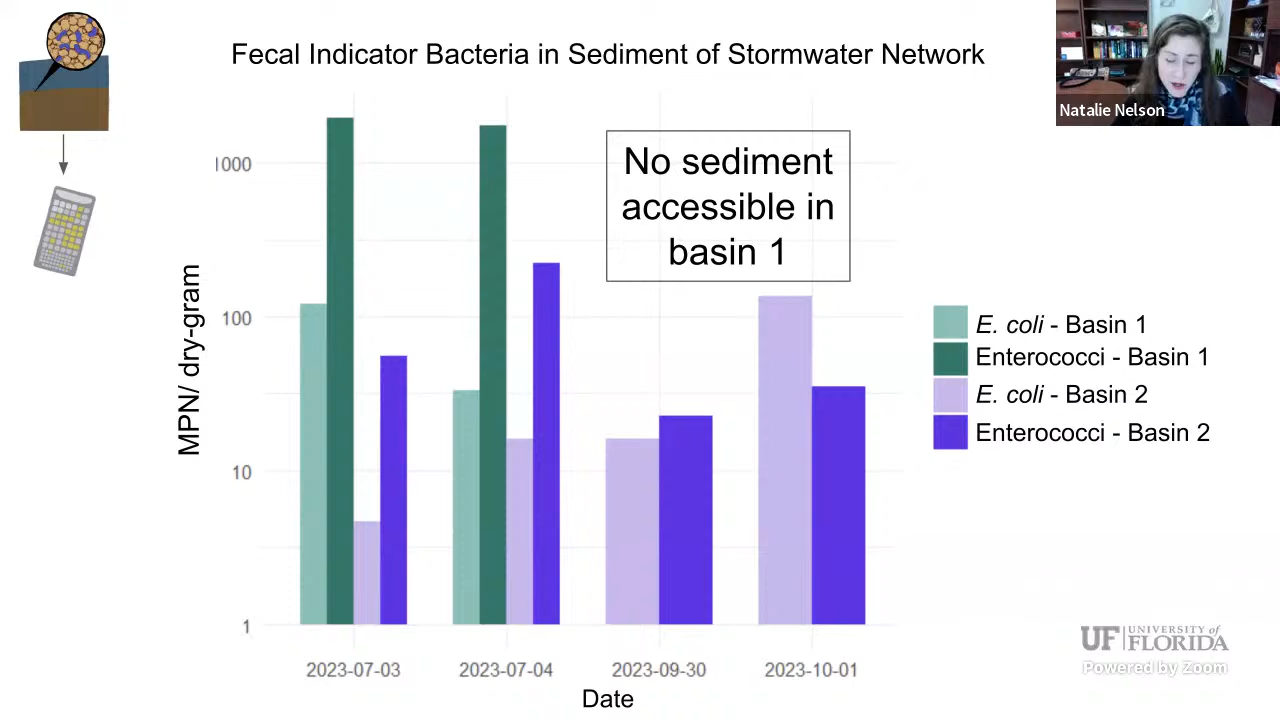 Fecal Indicator Bacteria in Sediment of Stormwater Network
Natalie Nelson
MPN/ dry-gram
1000
100
10
1
No sediment
accessible in
basin 1
E. coli - Basin 1
Enterococci - Basin 1
E. coli - Basin 2
Enterococci - Basin 2
2023-07-03
2023-07-04
2023-09-30
2023-10-01
Date
UF UNIVERSITY of
FLORIDA
Powered by Zoom